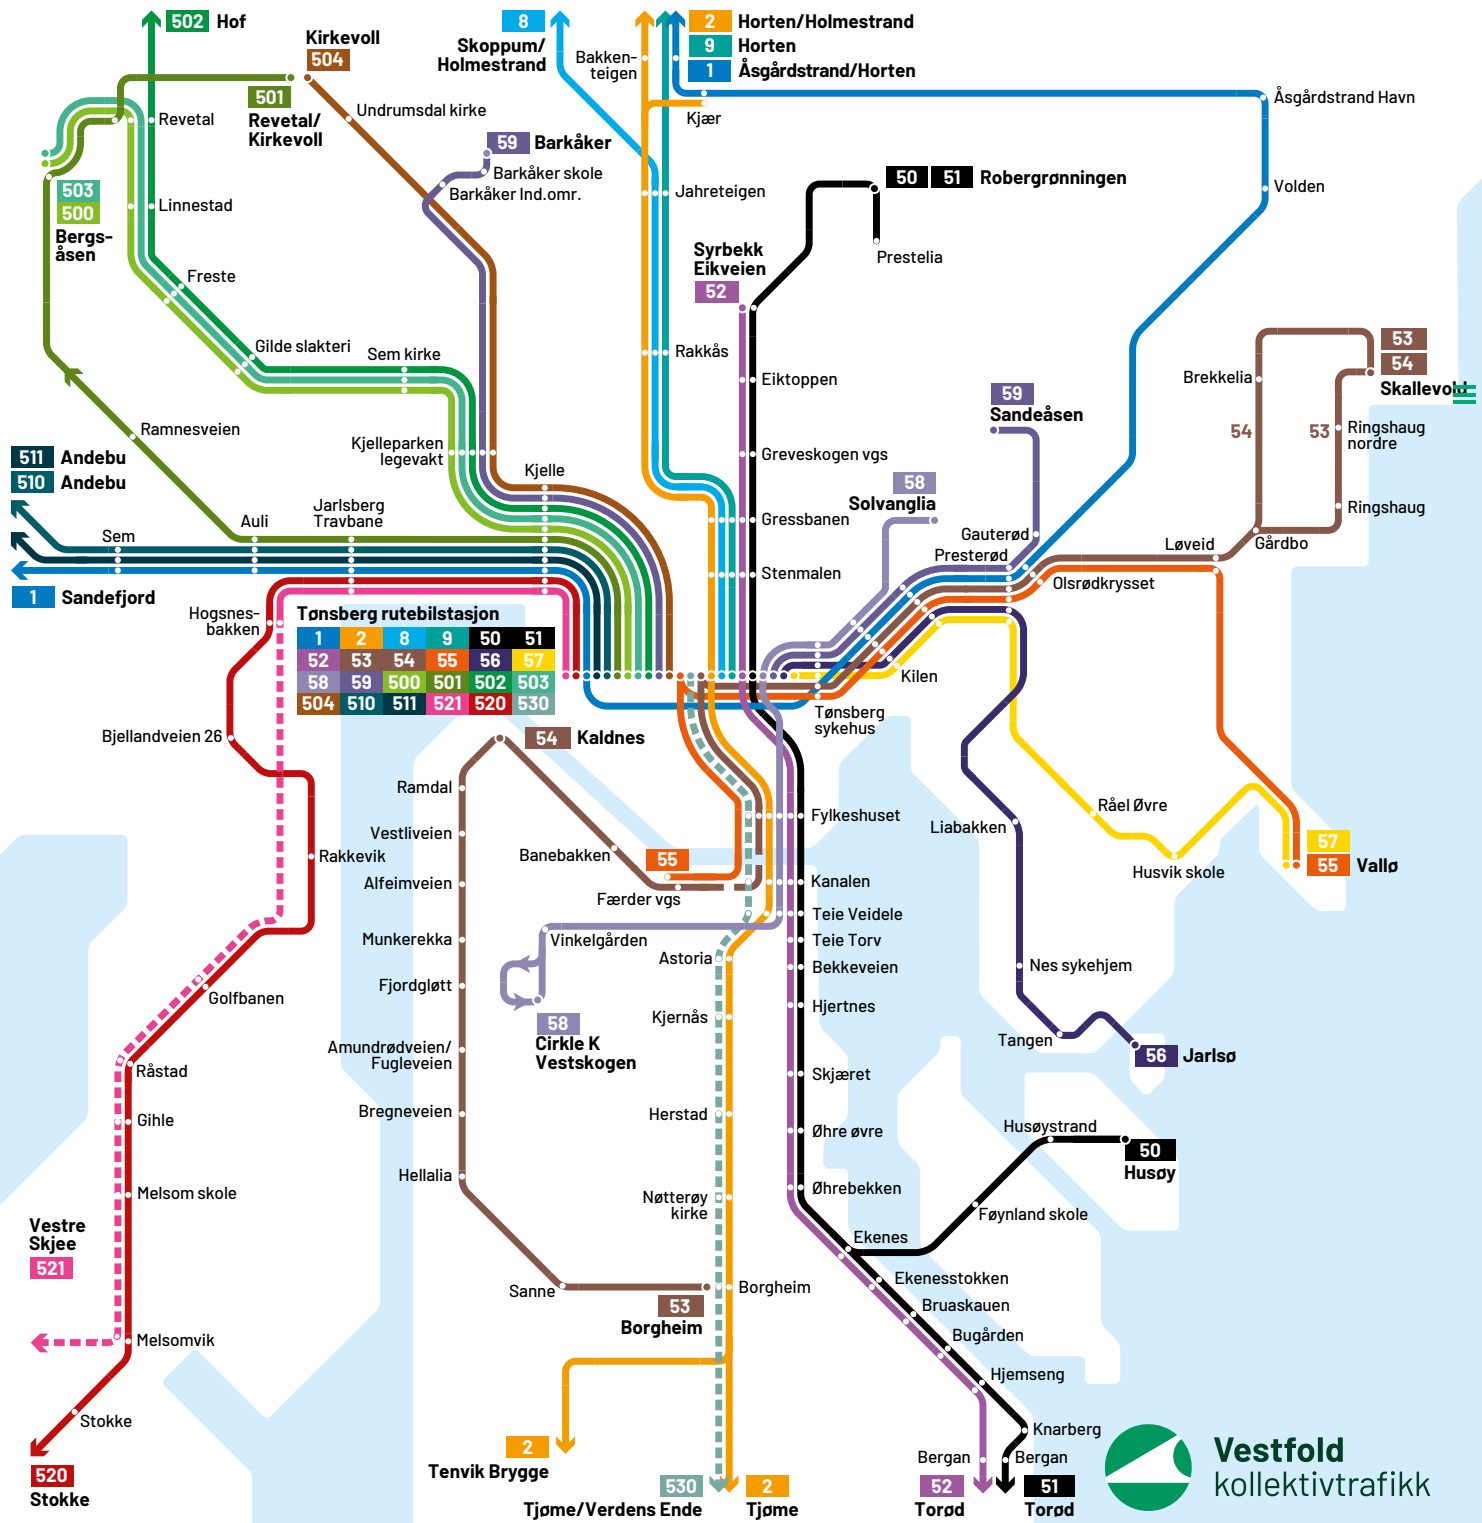 502 Hof
Kirkevoll
504
8
Skoppum/
Holmestrand
Bakken-
teigen
2 Horten/Holmestrand
9 Horten
1 Åsgårdstrand/Horten
501
Revetal/
Kirkevoll
Undrumsdal kirke
Revetal
Kjær
Åsgårdstrand Havn
59 Barkåker
Barkåker skole
Barkåker Ind.omr.
503
500
Bergs-
åsen
Linnestad
Jahreteigen
50 51 Robergrønningen
Volden
Prestelia
Syrbekk
Eikveien
52
Freste
Gilde slakteri
Sem kirke
Rakkås
Eiktoppen
Brekkelia
53
54
Skallevold
59
Sandeåsen
Ramnesveien
54
53
Ringshaug
nordre
Kjelleparken
legevakt
Greveskogen vgs
511 Andebu
510 Andebu
Kjelle
58
Solvanglia
Ringshaug
Jarlsberg
Travbane
Auli
Sem
Gressbanen
Gauterød
Presterød
Løveid
Gårdbo
Stenmalen
Olsrødkrysset
1 Sandefjord
Hogsnes-
bakken
Tønsberg rutebilstasjon
1 2 8 9 50 51
52 53 54 55 56 57
58 59 500 501 502 503
504 510 511 521 520 530
Kilen
Tønsberg
sykehus
Bjellandveien 26
54 Kaldnes
Ramdal
Vestliveien
Fylkeshuset
Råel Øvre
Liabakken
Banebakken
55
Rakkevik
Alfeimveien
Færder vgs
Kanalen
Husvik skole
57
55 Vallø
Teie Veidele
Munkerekka
Vinkelgården
Teie Torv
Astoria
Bekkeveien
Nes sykehjem
Fjordgløtt
Golfbanen
Hjertnes
Kjernås
58
Cirkle K
Vestskogen
Amundrødveien/
Fugleveien
Tangen
56 Jarlsø
Råstad
Skjæret
Gihle
Bregneveien
Herstad
Øhre øvre
Husøystrand
50
Husøy
Hellalia
Melsom skole
Nøtterøy
kirke
Øhrebekken
Føynland skole
Vestre
Skjee
521
Ekenes
Ekenesstokken
Sanne
Borgheim
53
Borgheim
Bruaskauen
Bugården
Melsomvik
Hjemseng
Stokke
Knarberg
2
Tenvik Brygge
Bergan
Bergan
Vestfold
kollektivtrafikk
520
Stokke
530
Tjøme/Verdens Ende
2
Tjøme
52
Torød
51
Torød